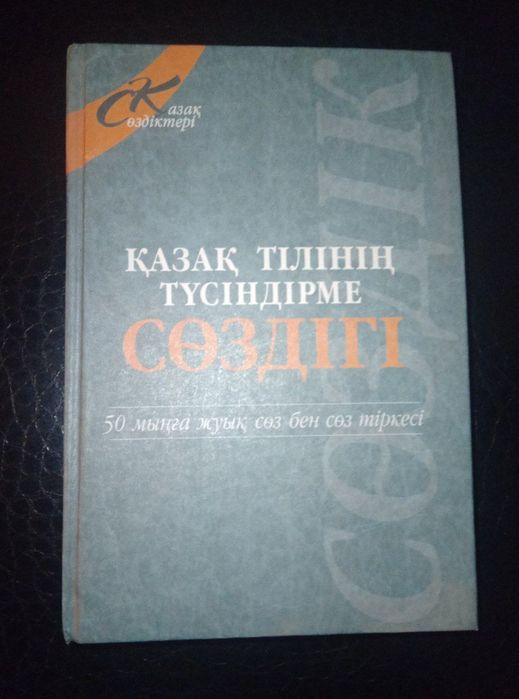 Қазақ
Сөздіктері
ҚАЗАҚ ТІЛІНІҢ
ТҮСІНДІРМЕ
СӨЗДІГІ
50 мыңға жуық сөз бен сөз тіркесі
СӨЗДІК